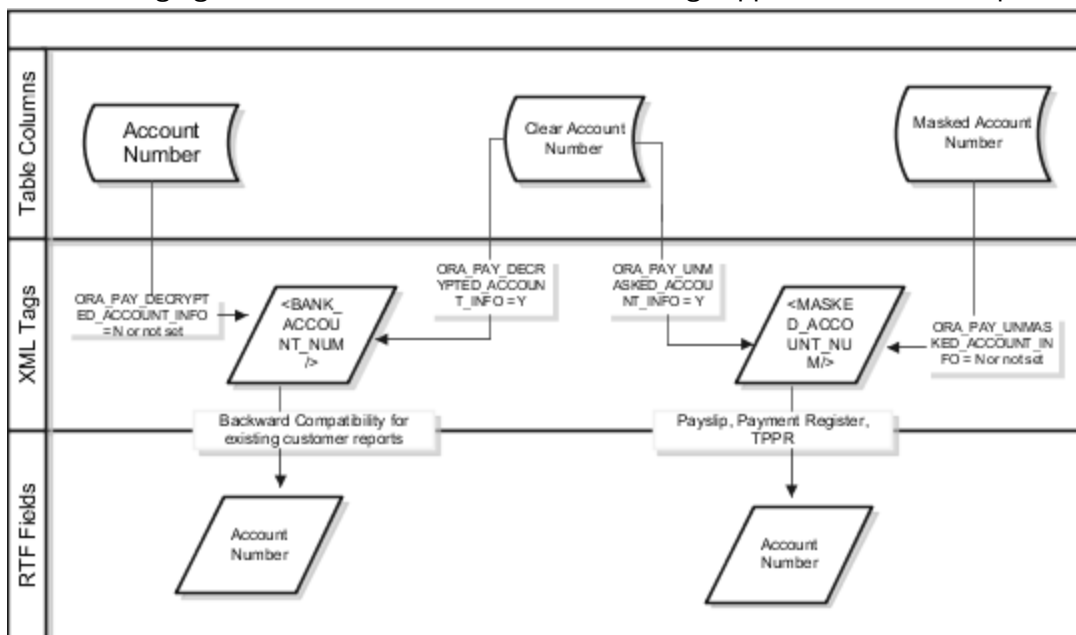 Table Columns
Account
Number
Clear Account
Number
Masked Account
Number
XML Tags
ORA_PAY_DECRYPT
ED_ACCOUNT_INFO
= N or not set
<BANK_
ACCOU
NT_NUM
/>
ORA_PAY_DECR
YPTED_ACCOUN
T_INFO = Y
ORA_PAY_UNM
ASKED_ACCOU
NT_INFO = Y
<MASKE
D_ACCO
UNT_NU
M/>
ORA_PAY_UNMAS
KED_ACCOUNT_IN
FO = N or not set
Backward Compatibility for
existing customer reports
Payslip, Payment Register,
TPPR
RTF Fields
Account
Number
Account
Number